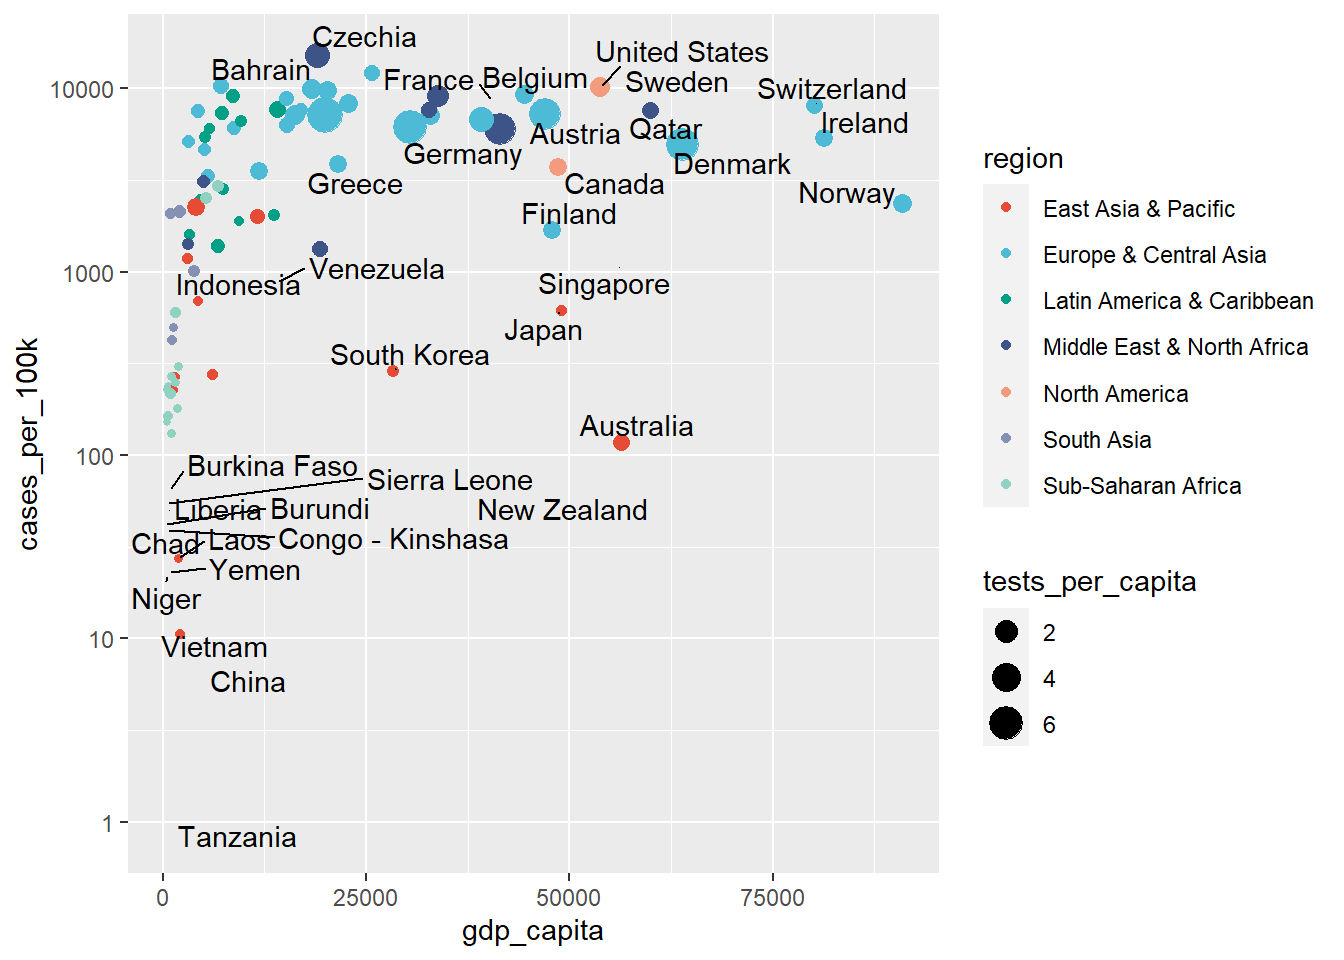 Czechia
United States
Bahrain
France
Belgium
Sweden
Switzerland
Ireland
Qatar
Austria
Germany
Denmark
Greece
Canada
Norway
Finland
Venezuela
Indonesia
Singapore
Japan
South Korea
Australia
Burkina Faso
Sierra Leone
Liberia
Burundi
New Zealand
Chad
Laos
Congo - Kinshasa
Yemen
Niger
Vietnam
China
Tanzania
10000
1000
100
10
1
0
25000
50000
75000
gdp_capita
cases_per_100k
region
East Asia & Pacific
Europe & Central Asia
Latin America & Caribbean
Middle East & North Africa
North America
South Asia
Sub-Saharan Africa
tests_per_capita
2
4
6